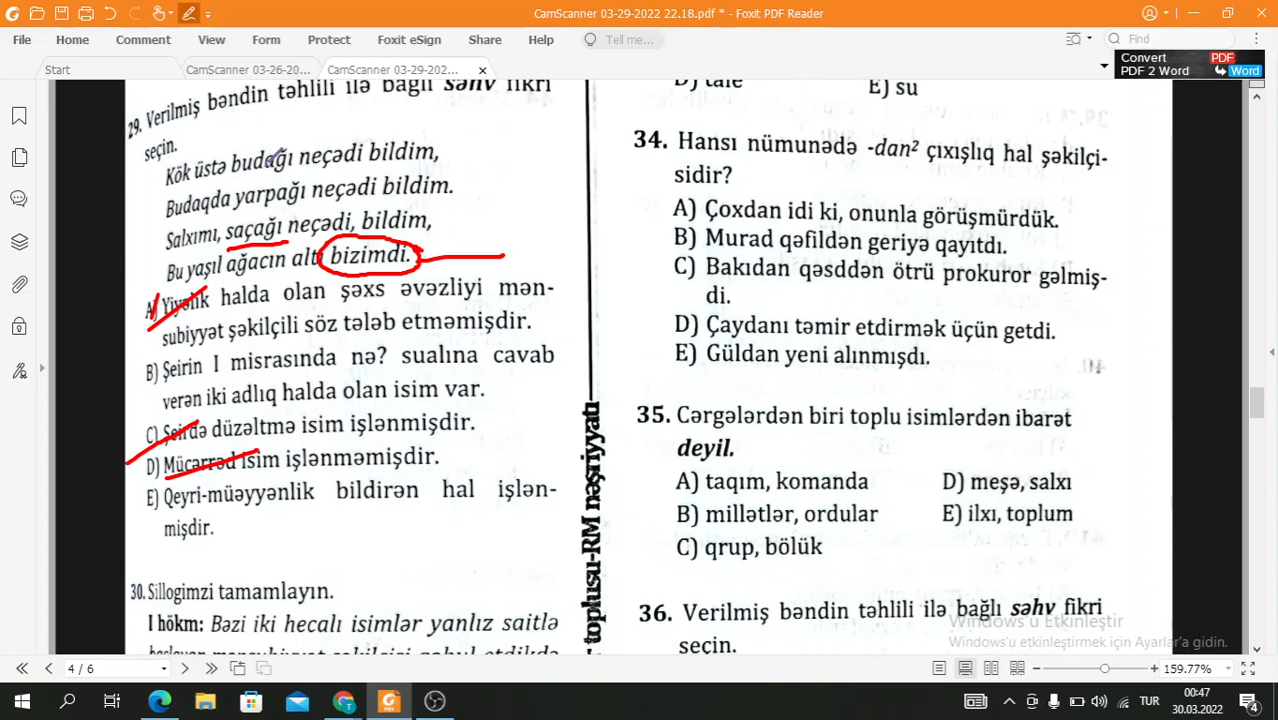 CamScanner 03-29-2022 22.18.pdf * - Foxit PDF Reader
File Home Comment View Form Protect Foxit eSign Share Help Tell me... Find
Start CamScanner 03-26-20... CamScanner 03-29-202...
Convert PDF
PDF 2 Word Word
29. Verilmiş bəndin təhlili ilə bağlı səhv fikri
seçin.
Kök üstə budağı neçədi bildim,
Budaqda yarpağı neçədi bildim.
Salxımı, saçağı neçədi, bildim,
Bu yaşıl ağacın altı bizimdi.
A) Yiyəlik halda olan şəxs əvəzliyi mən-
subiyyət şəkilçili söz tələb etməmişdir.
B) Şeirin I misrasında nə? sualına cavab
verən iki adlıq halda olan isim var.
C) Şeirdə düzəltmə isim işlənmişdir.
D) Mücərrəd isim işlənməmişdir.
E) Qeyri-müəyyənlik bildirən hal işlən-
mişdir.
30. Sillogimzi tamamlayın.
I hökm: Bəzi iki hecalı isimlər yanlız saitlə
başlayan mənsubiyyət şəkilçisi qəbul etdikdə
toplusu-RM nəşriyyatı
D) tale E) su
34. Hansı nümunədə -dan² çıxışlıq hal şəkilçi-
sidir?
A) Çoxdan idi ki, onunla görüşmürdük.
B) Murad qəfildən geriyə qayıtdı.
C) Bakıdan qəsddən ötrü prokuror gəlmiş-
di.
D) Çaydanı təmir etdirmək üçün getdi.
E) Güldan yeni alınmışdı.
35. Cərgələrdən biri toplu isimlərdən ibarət
deyil.
A) taqım, komanda D) meşə, salxı
B) millətlər, ordular E) ilxı, toplum
C) qrup, bölük
36. Verilmiş bəndin təhlili ilə bağlı səhv fikri
seçin.
Windows'u Etkinleştir
Windows'u etkinleştirmek için Ayarlar'a gidin.
4 / 6 159.77%
TUR 00:47
30.03.2022
4